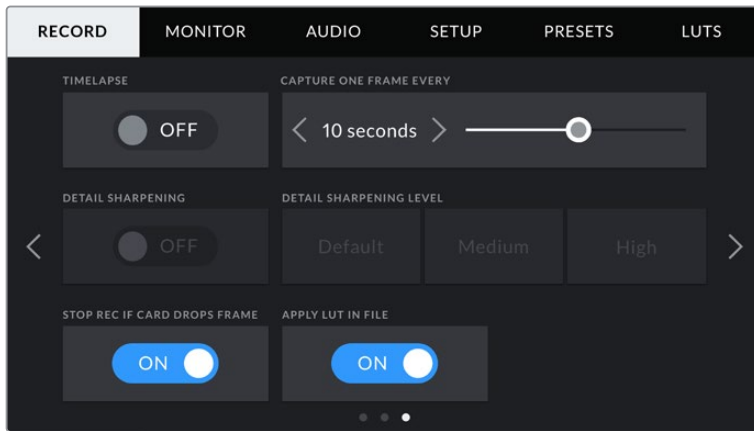 RECORD MONITOR AUDIO SETUP PRESETS LUTS
TIMELAPSE CAPTURE ONE FRAME EVERY
OFF 10 seconds
DETAIL SHARPENING DETAIL SHARPENING LEVEL
OFF Default Medium High
STOP REC IF CARD DROPS FRAME APPLY LUT IN FILE
ON ON